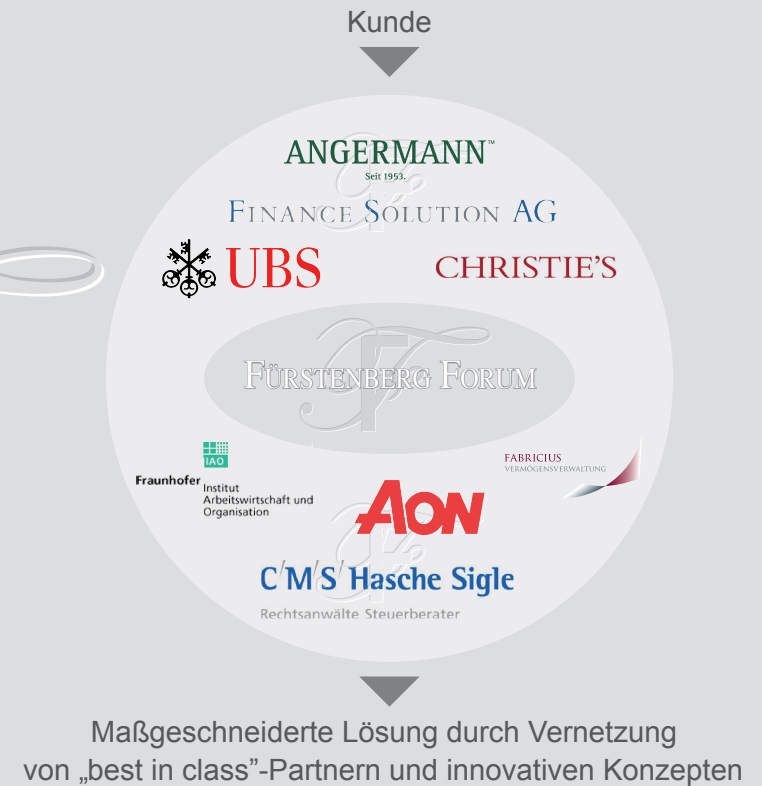 Kunde
ANGERMANN™
Seit 1953.
FINANCE SOLUTION AG
UBS
CHRISTIE'S
FÜRSTENBERG FORUM
IAO
Fraunhofer Institut
Arbeitswirtschaft und
Organisation
FABRICIUS
VERMÖGENSVERWALTUNG
AON
C'M'S' Hasche Sigle
Rechtsanwälte Steuerberater
Maßgeschneiderte Lösung durch Vernetzung
von „best in class”-Partnern und innovativen Konzepten